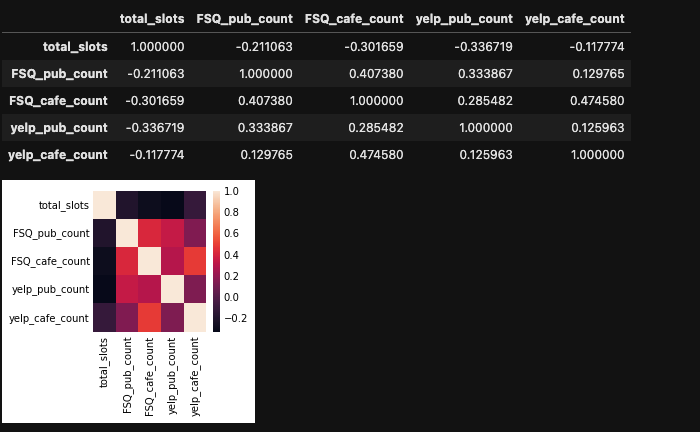 total_slots FSQ_pub_count FSQ_cafe_count yelp_pub_count yelp_cafe_count
total_slots 1.000000 -0.211063 -0.301659 -0.336719 -0.117774
FSQ_pub_count -0.211063 1.000000 0.407380 0.333867 0.129765
FSQ_cafe_count -0.301659 0.407380 1.000000 0.285482 0.474580
yelp_pub_count -0.336719 0.333867 0.285482 1.000000 0.125963
yelp_cafe_count -0.117774 0.129765 0.474580 0.125963 1.000000
total_slots
FSQ_pub_count
FSQ_cafe_count
yelp_pub_count
yelp_cafe_count
total_slots
FSQ_pub_count
FSQ_cafe_count
yelp_pub_count
yelp_cafe_count
1.0
0.8
0.6
0.4
0.2
0.0
−0.2